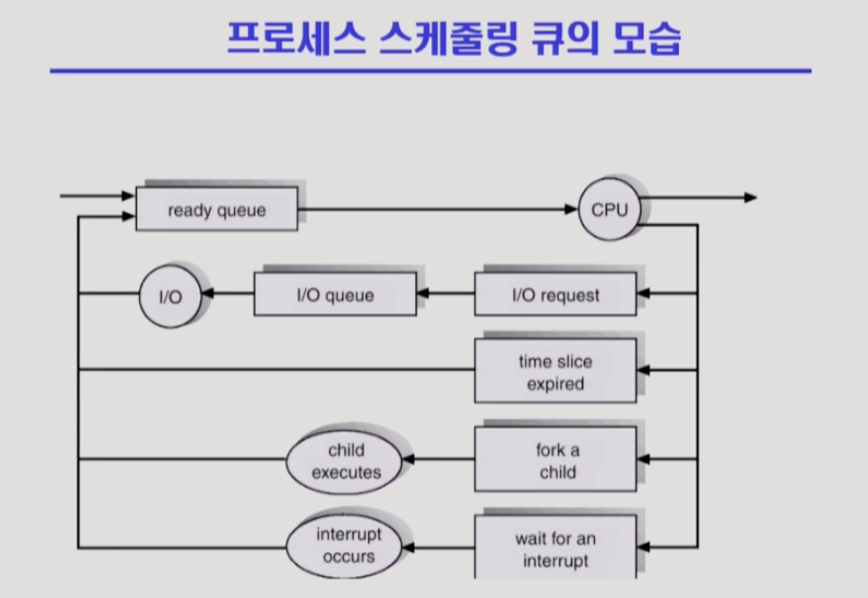 프로세스 스케줄링 큐의 모습
ready queue
CPU
I/O
I/O queue
I/O request
time slice
expired
child
executes
fork a
child
interrupt
occurs
wait for an
interrupt